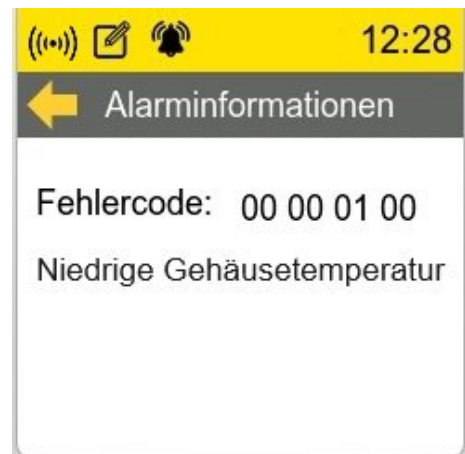 12:28
Alarminformationen
Fehlercode: 00 00 01 00
Niedrige Gehäusetemperatur